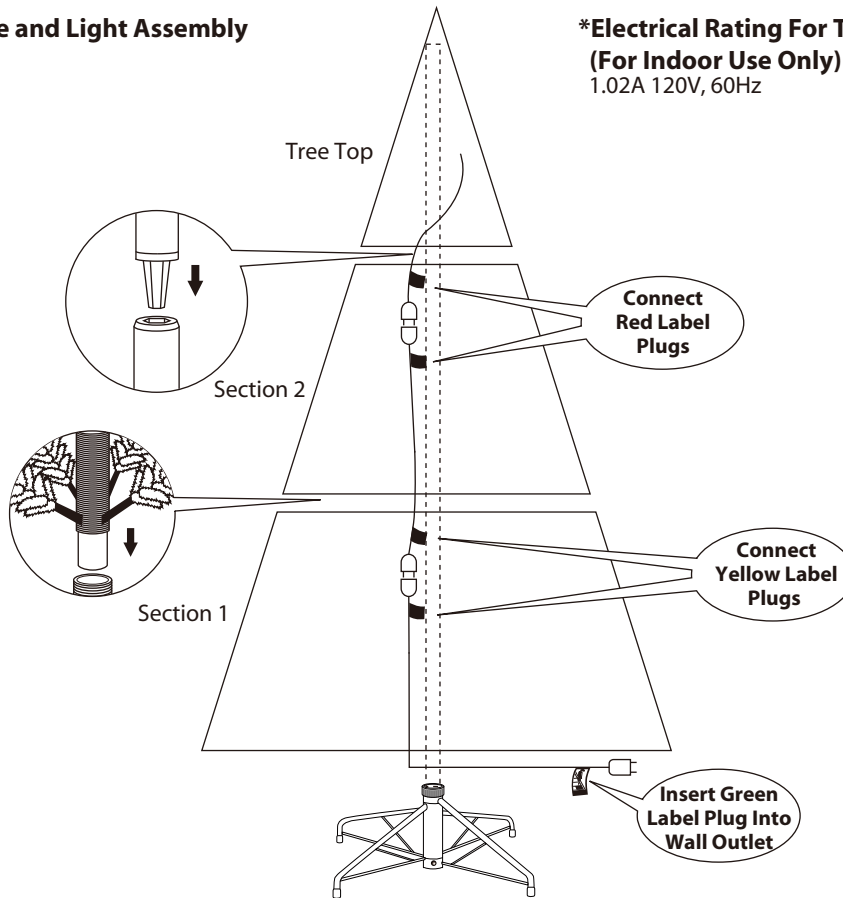 e and Light Assembly
*Electrical Rating For T
(For Indoor Use Only)
1.02A 120V, 60Hz
Tree Top
Connect
Red Label
Plugs
Section 2
Connect
Yellow Label
Plugs
Section 1
Insert Green
Label Plug Into
Wall Outlet